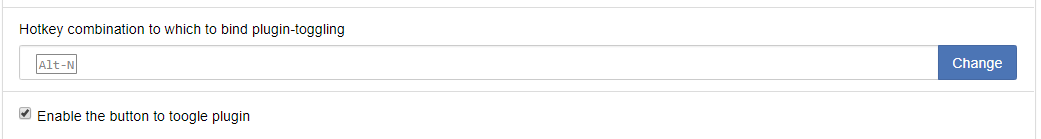 Hotkey combination to which to bind plugin-toggling
Alt-N
Change
Enable the button to toogle plugin